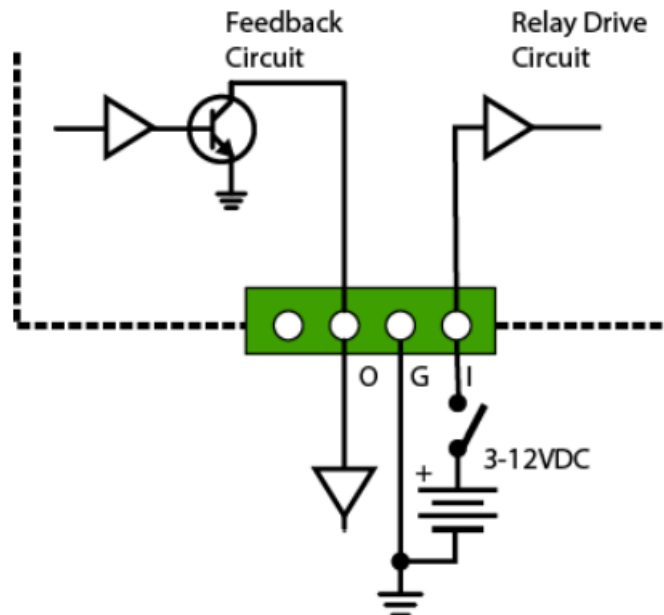 Feedback
Circuit
Relay Drive
Circuit
O G I
3-12VDC
+